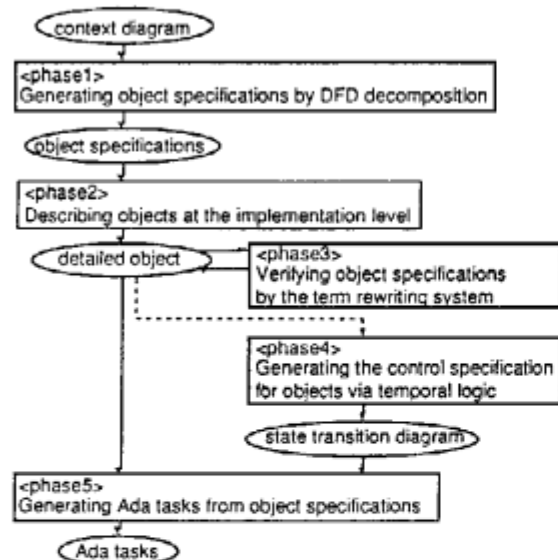 context diagram
<phase1>
Generating object specifications by DFD decomposition
object specifications
<phase2>
Describing objects at the implementation level
detailed object
<phase3>
Verifying object specifications
by the term rewriting system
<phase4>
Generating the control specification
for objects via temporal logic
state transition diagram
<phase5>
Generating Ada tasks from object specifications
Ada tasks